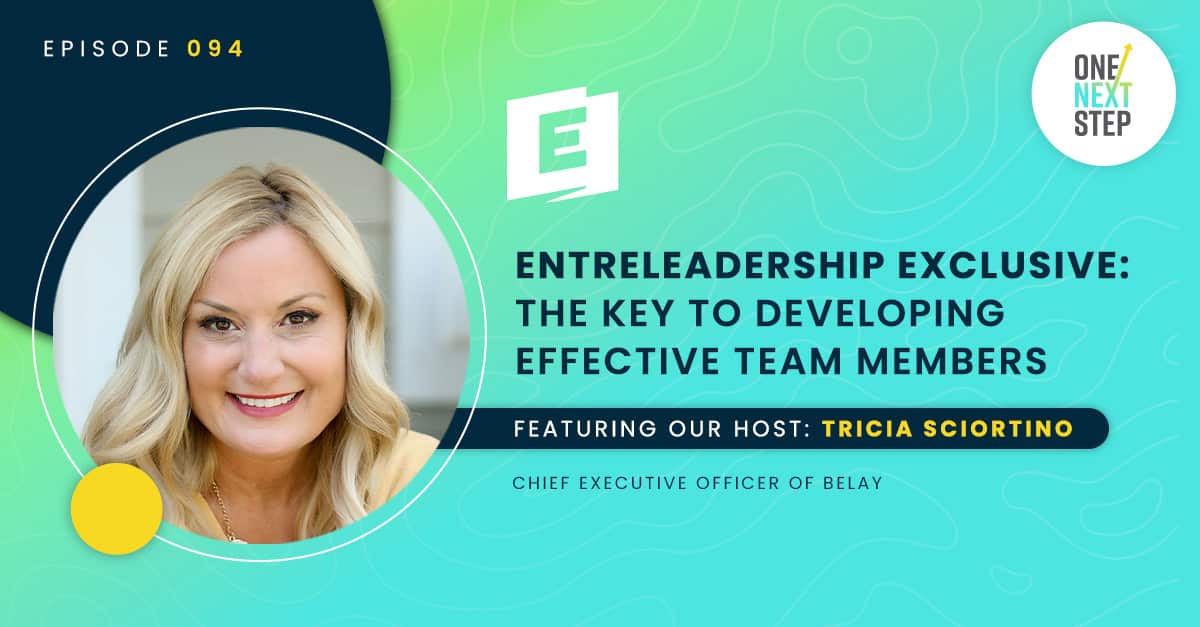 EPISODE 094
ONE
NEXT
STEP
E
ENTRELEADERSHIP EXCLUSIVE:
THE KEY TO DEVELOPING
EFFECTIVE TEAM MEMBERS
FEATURING OUR HOST: TRICIA SCIORTINO
CHIEF EXECUTIVE OFFICER OF BELAY